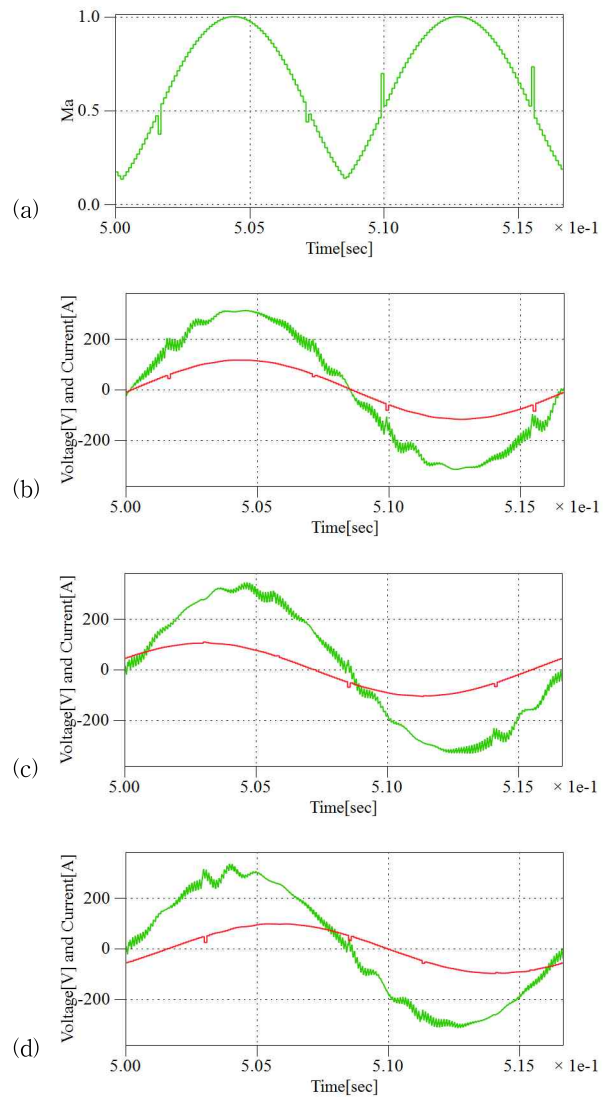 1.0
Ma
0.5
0.0
(a)
5.00 5.05 5.10 5.15 × 1e-1
Time[sec]
Voltage[V] and Current[A]
200
0
-200
(b)
5.00 5.05 5.10 5.15 × 1e-1
Time[sec]
Voltage[V] and Current[A]
200
0
-200
(c)
5.00 5.05 5.10 5.15 × 1e-1
Time[sec]
Voltage[V] and Current[A]
200
0
-200
(d)
5.00 5.05 5.10 5.15 × 1e-1
Time[sec]